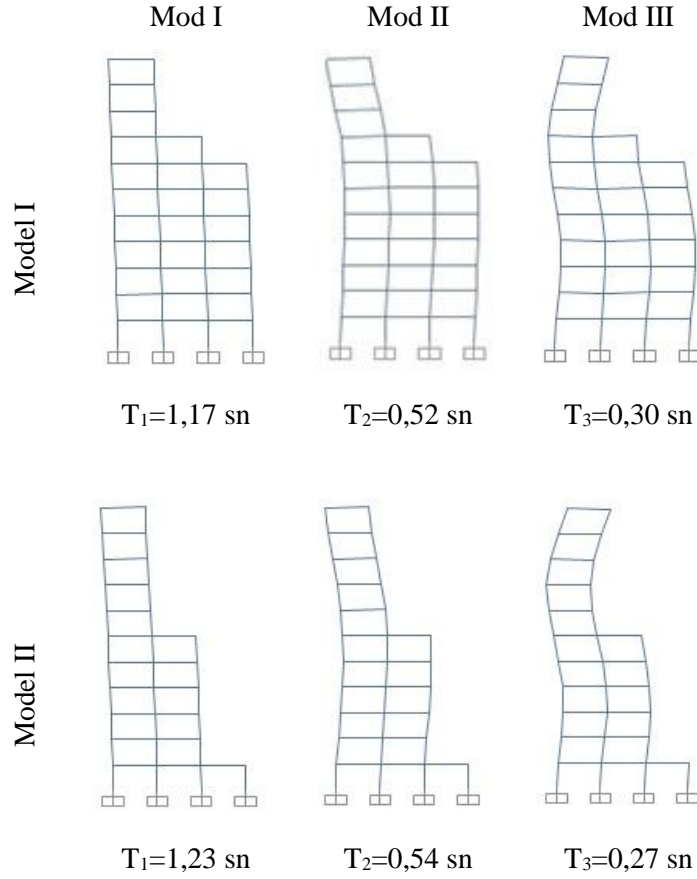 Mod I Mod II Mod III
Model I
T₁=1,17 sn T₂=0,52 sn T₃=0,30 sn
Model II
T₁=1,23 sn T₂=0,54 sn T₃=0,27 sn